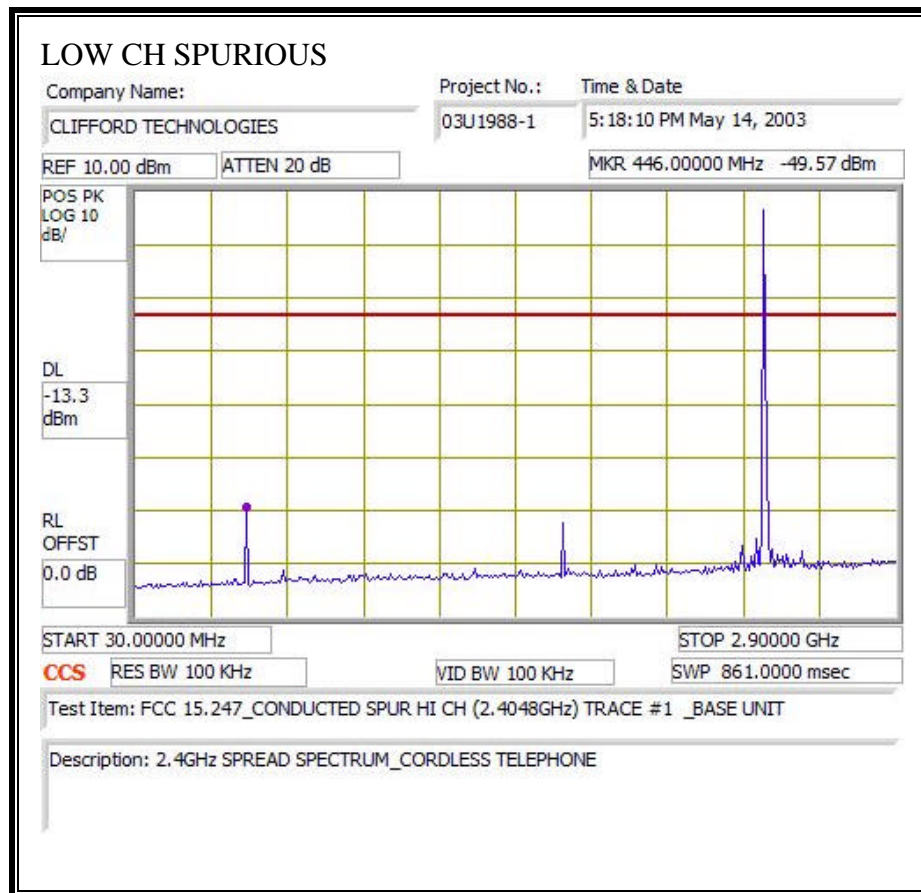 LOW CH SPURIOUS
Company Name:
Project No.:
Time & Date
CLIFFORD TECHNOLOGIES
03U1988-1
5:18:10 PM May 14, 2003
REF 10.00 dBm
ATTEN 20 dB
MKR 446.00000 MHz -49.57 dBm
POS PK
LOG 10
dB/
DL
-13.3
dBm
RL
OFFST
0.0 dB
START 30.00000 MHz
STOP 2.90000 GHz
CCS
RES BW 100 KHz
VID BW 100 KHz
SWP 861.0000 msec
Test Item: FCC 15.247_CONDUCTED SPUR HI CH (2.4048GHz) TRACE #1 _BASE UNIT
Description: 2.4GHz SPREAD SPECTRUM_CORDLESS TELEPHONE